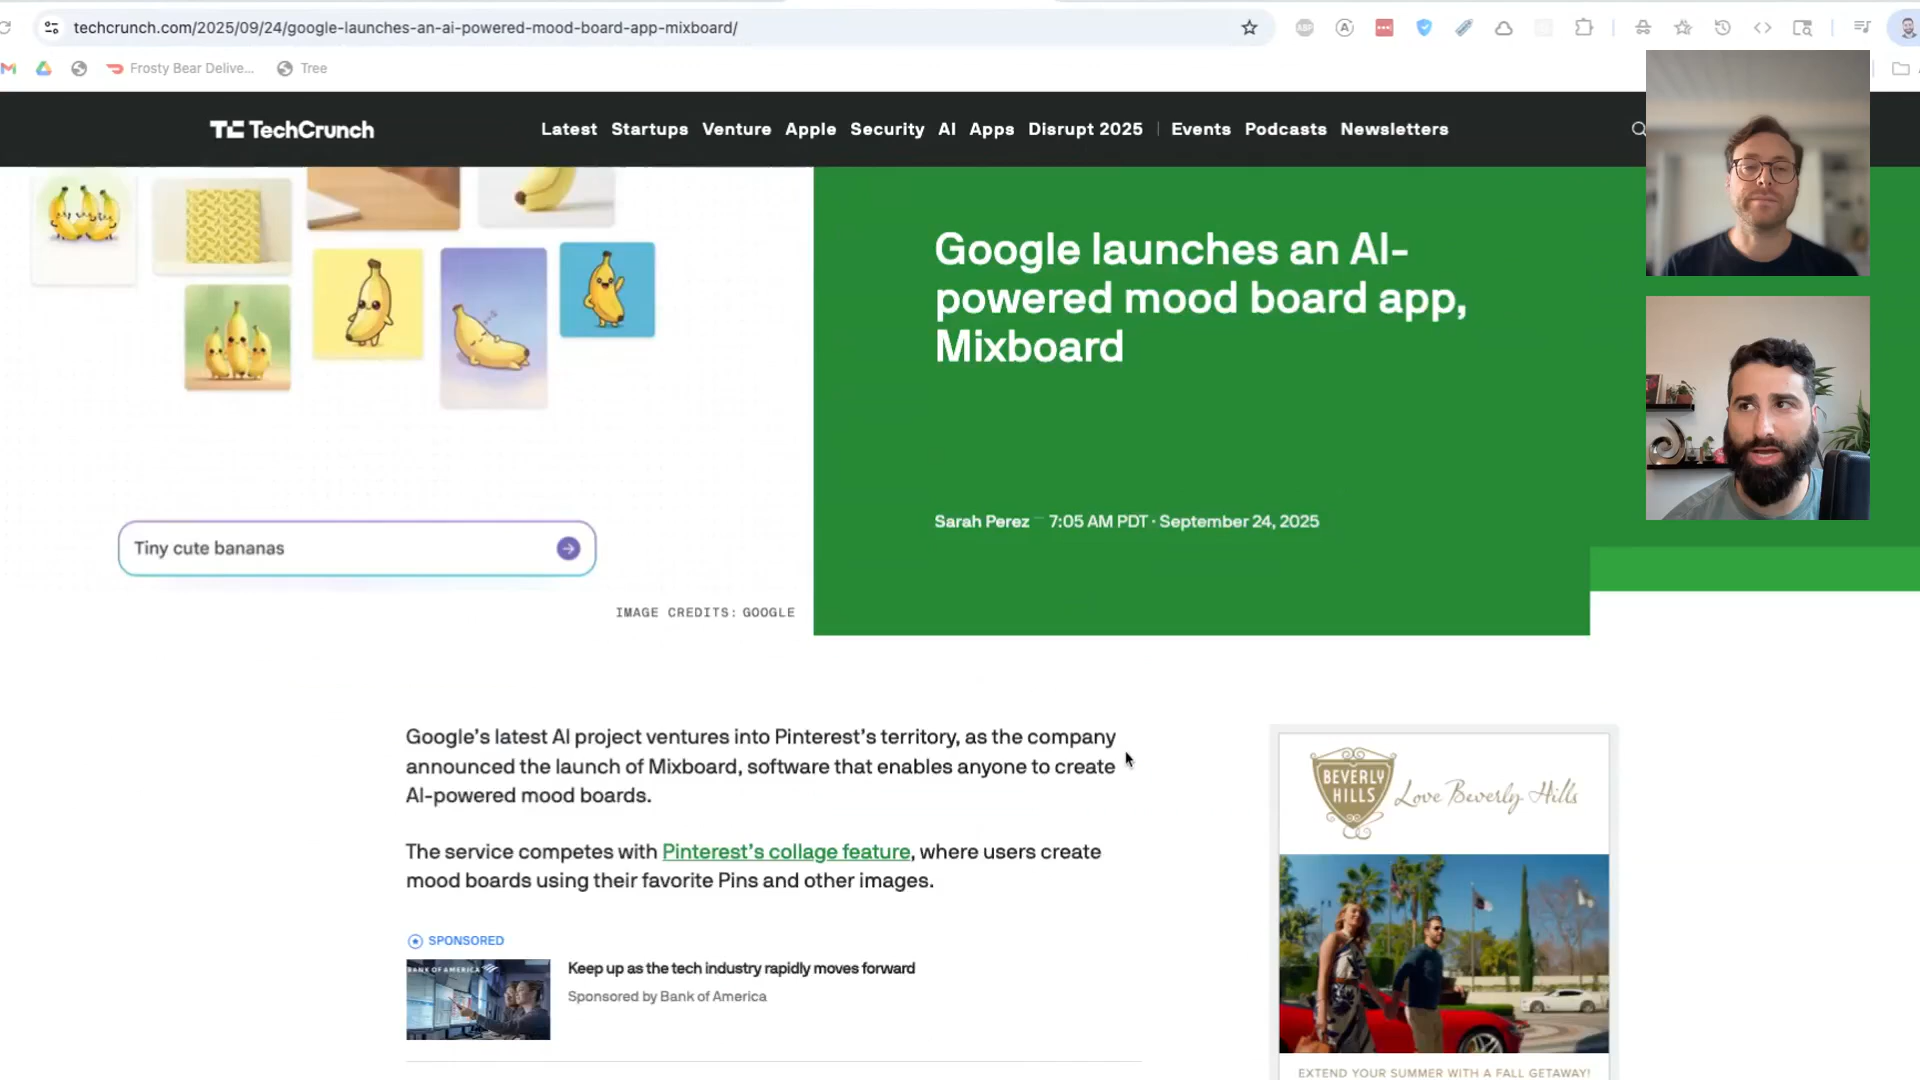 techcrunch.com/2025/09/24/google-launches-an-ai-powered-mood-board-app-mixboard/
Frosty Bear Delive...
Tree
TechCrunch
Latest Startups Venture Apple Security AI Apps Disrupt 2025 Events Podcasts Newsletters
Google launches an AI-
powered mood board app,
Mixboard
Sarah Perez — 7:05 AM PDT · September 24, 2025
Tiny cute bananas
IMAGE CREDITS: GOOGLE
Google's latest AI project ventures into Pinterest's territory, as the company
announced the launch of Mixboard, software that enables anyone to create
AI-powered mood boards.
The service competes with Pinterest's collage feature, where users create
mood boards using their favorite Pins and other images.
SPONSORED
BANK OF AMERICA
Keep up as the tech industry rapidly moves forward
Sponsored by Bank of America
BEVERLY
HILLS
Love Beverly Hills
EXTEND YOUR SUMMER WITH A FALL GETAWAY!